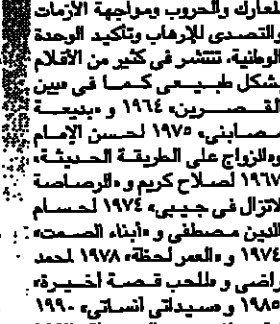 المعارك والحروب ومواجهة الأزمات
والتصدى للإرهاب وتأكيد الوحدة
الوطنية، تنتشر فى كثير من الأفلام
بشكل طبيعى كما فى «بين
القصرين» ١٩٦٤ و «بديعة
مصابنى» ١٩٧٥ لحسن الإمام
و«الزواج على الطريقة الحديثة»
١٩٦٧ لصلاح كريم و «الرصاصة
لاتزال فى جيبى» ١٩٧٤ لحسام
الدين مصطفى و «أبناء الصمت»
١٩٧٤ و «العمر لحظة» ١٩٧٨ لمحمد
راضى و «للحب قصة أخيرة»
١٩٨٥ و «سيداتى آنساتى» ١٩٩٠